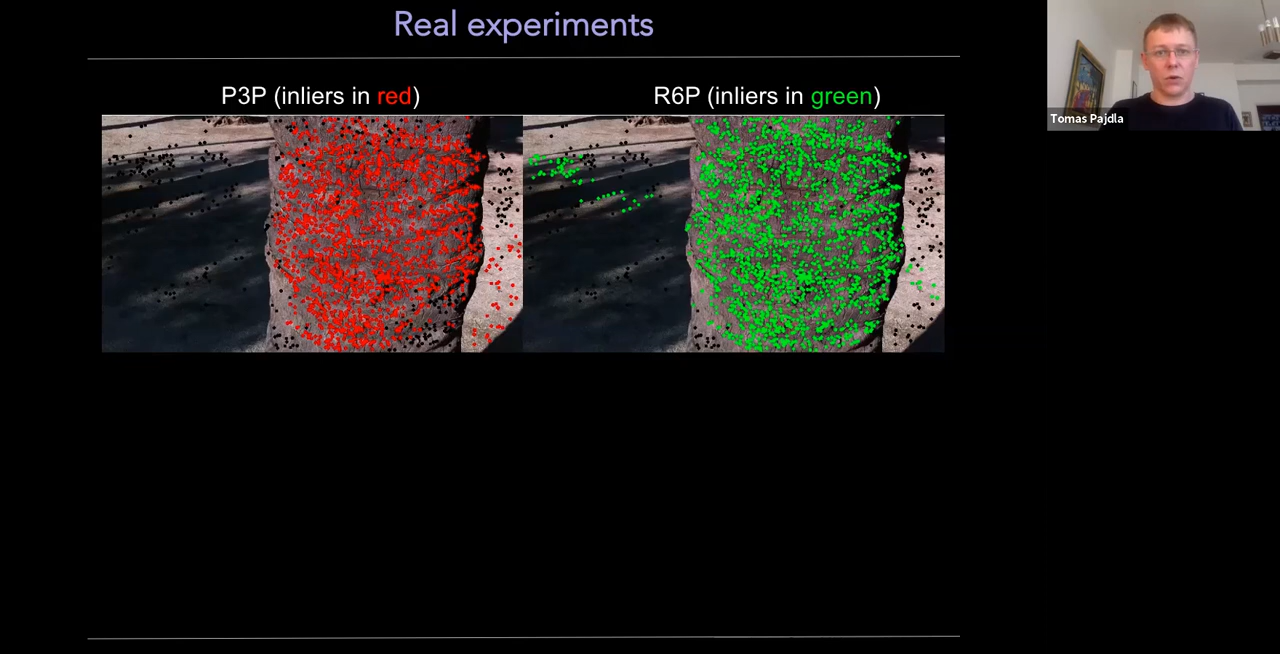 Real experiments
P3P (inliers in red)
R6P (inliers in green)
Tomas Pajdla